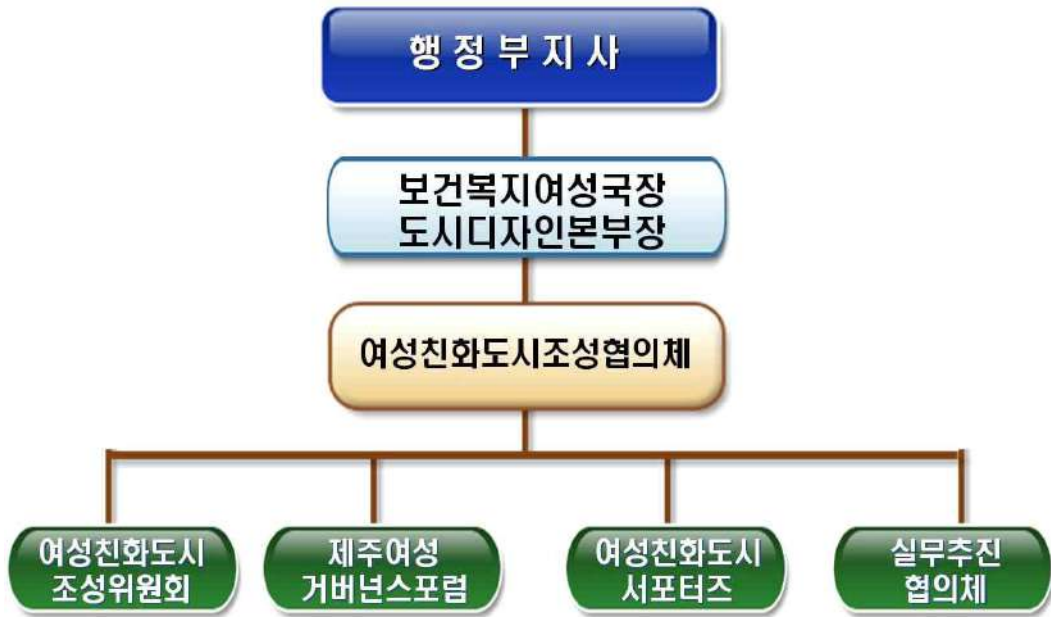 행정부지사
보건복지여성국장
도시디자인본부장
여성친화도시조성협의체
여성친화도시
조성위원회
제주여성
거버넌스포럼
여성친화도시
서포터즈
실무추진
협의체